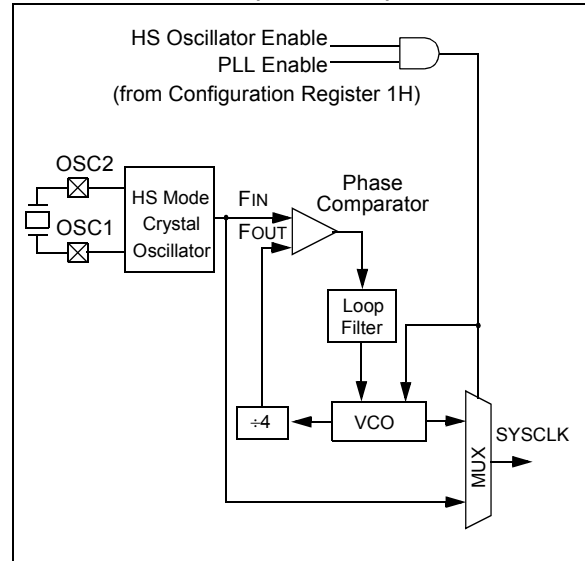 HS Oscillator Enable
PLL Enable
(from Configuration Register 1H)
OSC2
OSC1
HS Mode
Crystal
Oscillator
FIN
FOUT
Phase
Comparator
Loop
Filter
÷4
VCO
MUX
SYSCLK